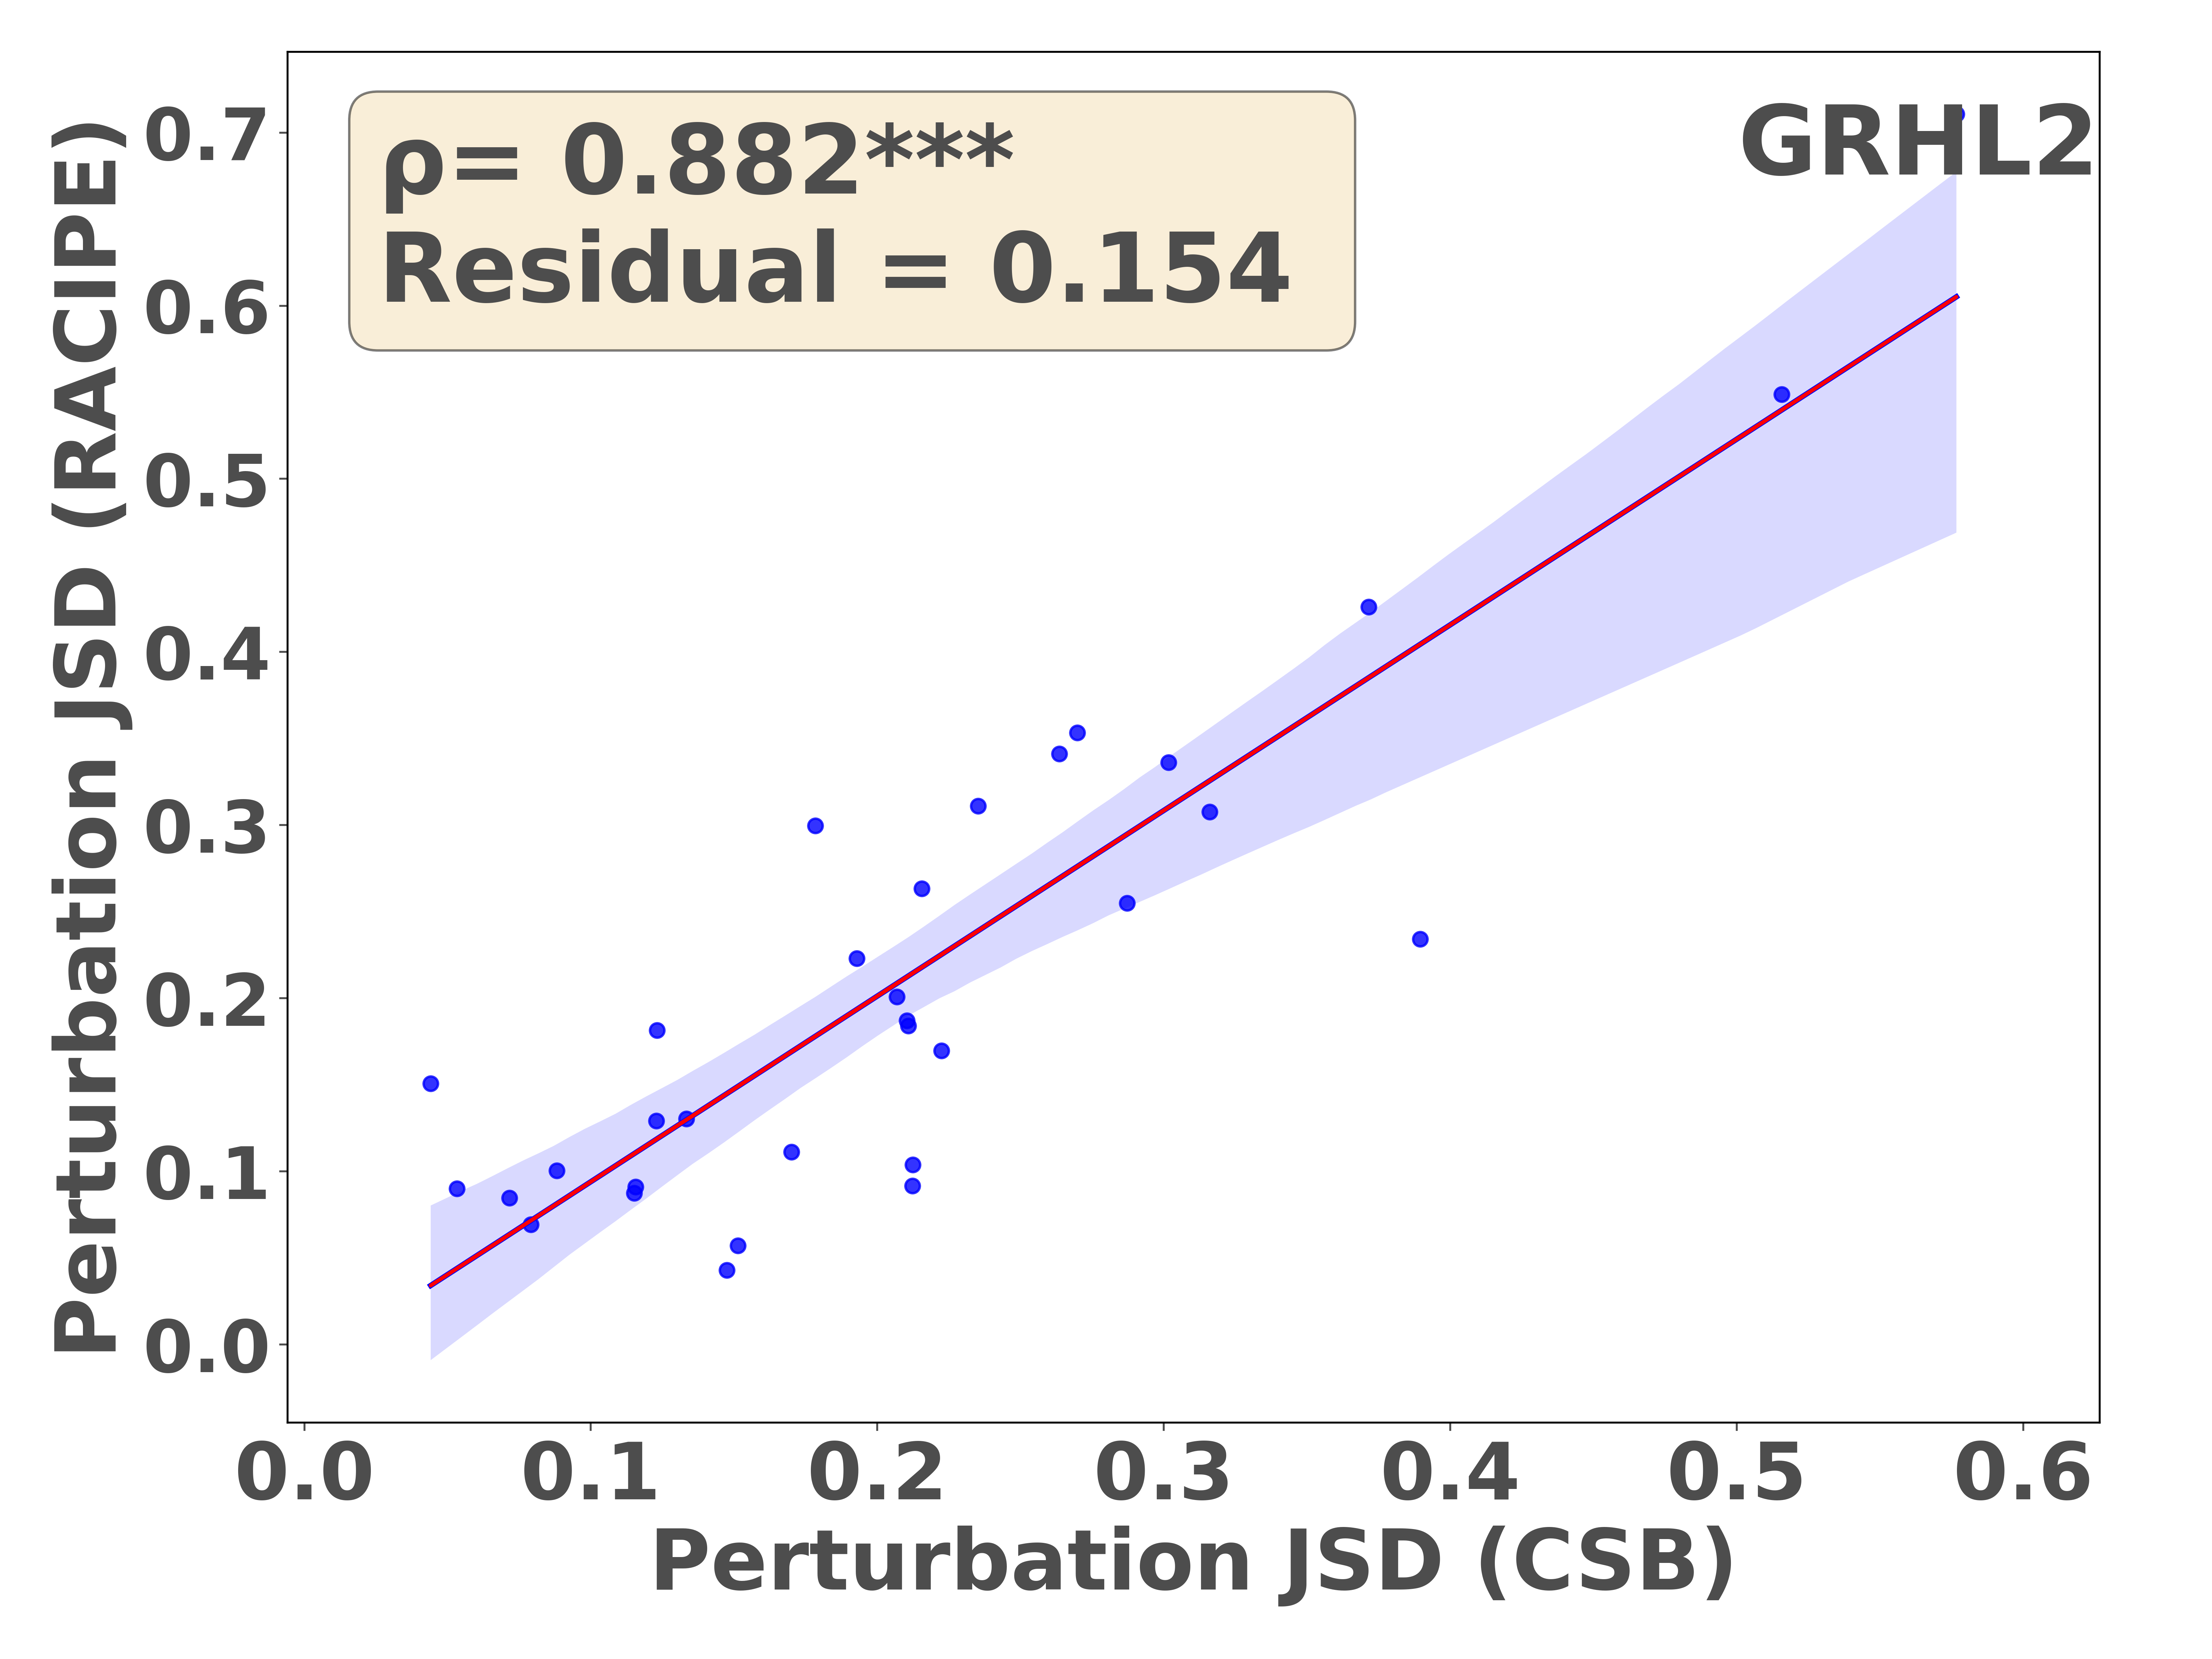 ρ= 0.882***
Residual = 0.154
GRHL2
Perturbation JSD (RACIPE)
0.7
0.6
0.5
0.4
0.3
0.2
0.1
0.0
0.0 0.1 0.2 0.3 0.4 0.5 0.6
Perturbation JSD (CSB)